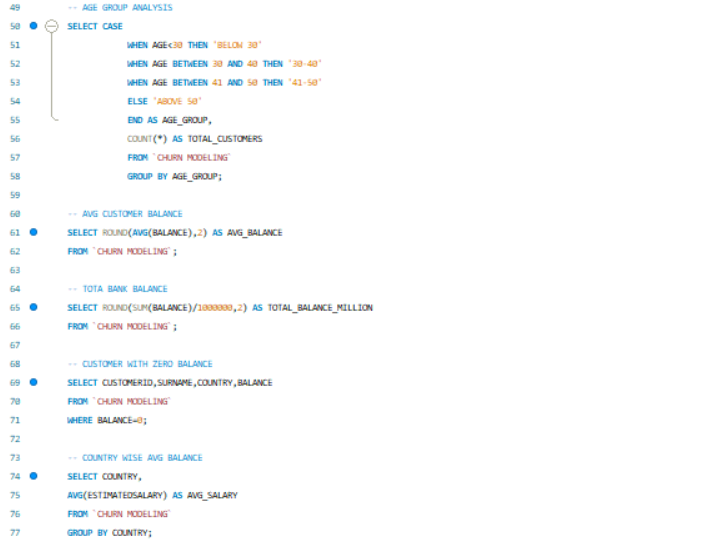 49 -- AGE GROUP ANALYSIS
50 SELECT CASE
51 WHEN AGE<30 THEN 'BELOW 30'
52 WHEN AGE BETWEEN 30 AND 40 THEN '30-40'
53 WHEN AGE BETWEEN 41 AND 50 THEN '41-50'
54 ELSE 'ABOVE 50'
55 END AS AGE_GROUP,
56 COUNT(*) AS TOTAL_CUSTOMERS
57 FROM `CHURN MODELING`
58 GROUP BY AGE_GROUP;
59
60 -- AVG CUSTOMER BALANCE
61 SELECT ROUND(AVG(BALANCE),2) AS AVG_BALANCE
62 FROM `CHURN MODELING`;
63
64 -- TOTA BANK BALANCE
65 SELECT ROUND(SUM(BALANCE)/1000000,2) AS TOTAL_BALANCE_MILLION
66 FROM `CHURN MODELING`;
67
68 -- CUSTOMER WITH ZERO BALANCE
69 SELECT CUSTOMERID,SURNAME,COUNTRY,BALANCE
70 FROM `CHURN MODELING`
71 WHERE BALANCE=0;
72
73 -- COUNTRY WISE AVG BALANCE
74 SELECT COUNTRY,
75 AVG(ESTIMATEDSALARY) AS AVG_SALARY
76 FROM `CHURN MODELING`
77 GROUP BY COUNTRY;